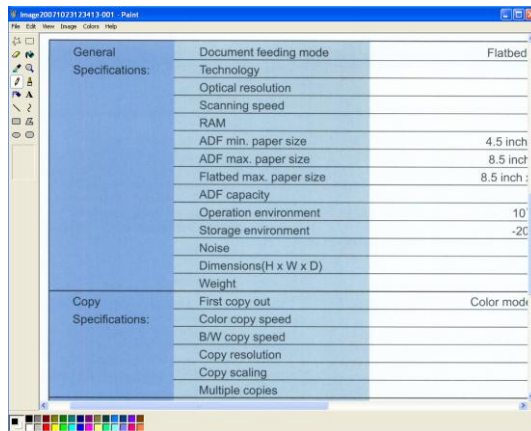 Image20071023123413-001 - Paint
File Edit View Image Colors Help
General Document feeding mode Flatbed
Specifications: Technology
Optical resolution
Scanning speed
RAM
ADF min. paper size 4.5 inch
ADF max. paper size 8.5 inch
Flatbed max. paper size 8.5 inch
ADF capacity
Operation environment 10
Storage environment -20
Noise
Dimensions(H x W x D)
Weight
Copy First copy out Color mode
Specifications: Color copy speed
B/W copy speed
Copy resolution
Copy scaling
Multiple copies